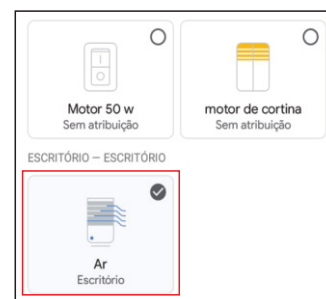 Motor 50 w
Sem atribuição
motor de cortina
Sem atribuição
ESCRITÓRIO – ESCRITÓRIO
Ar
Escritório